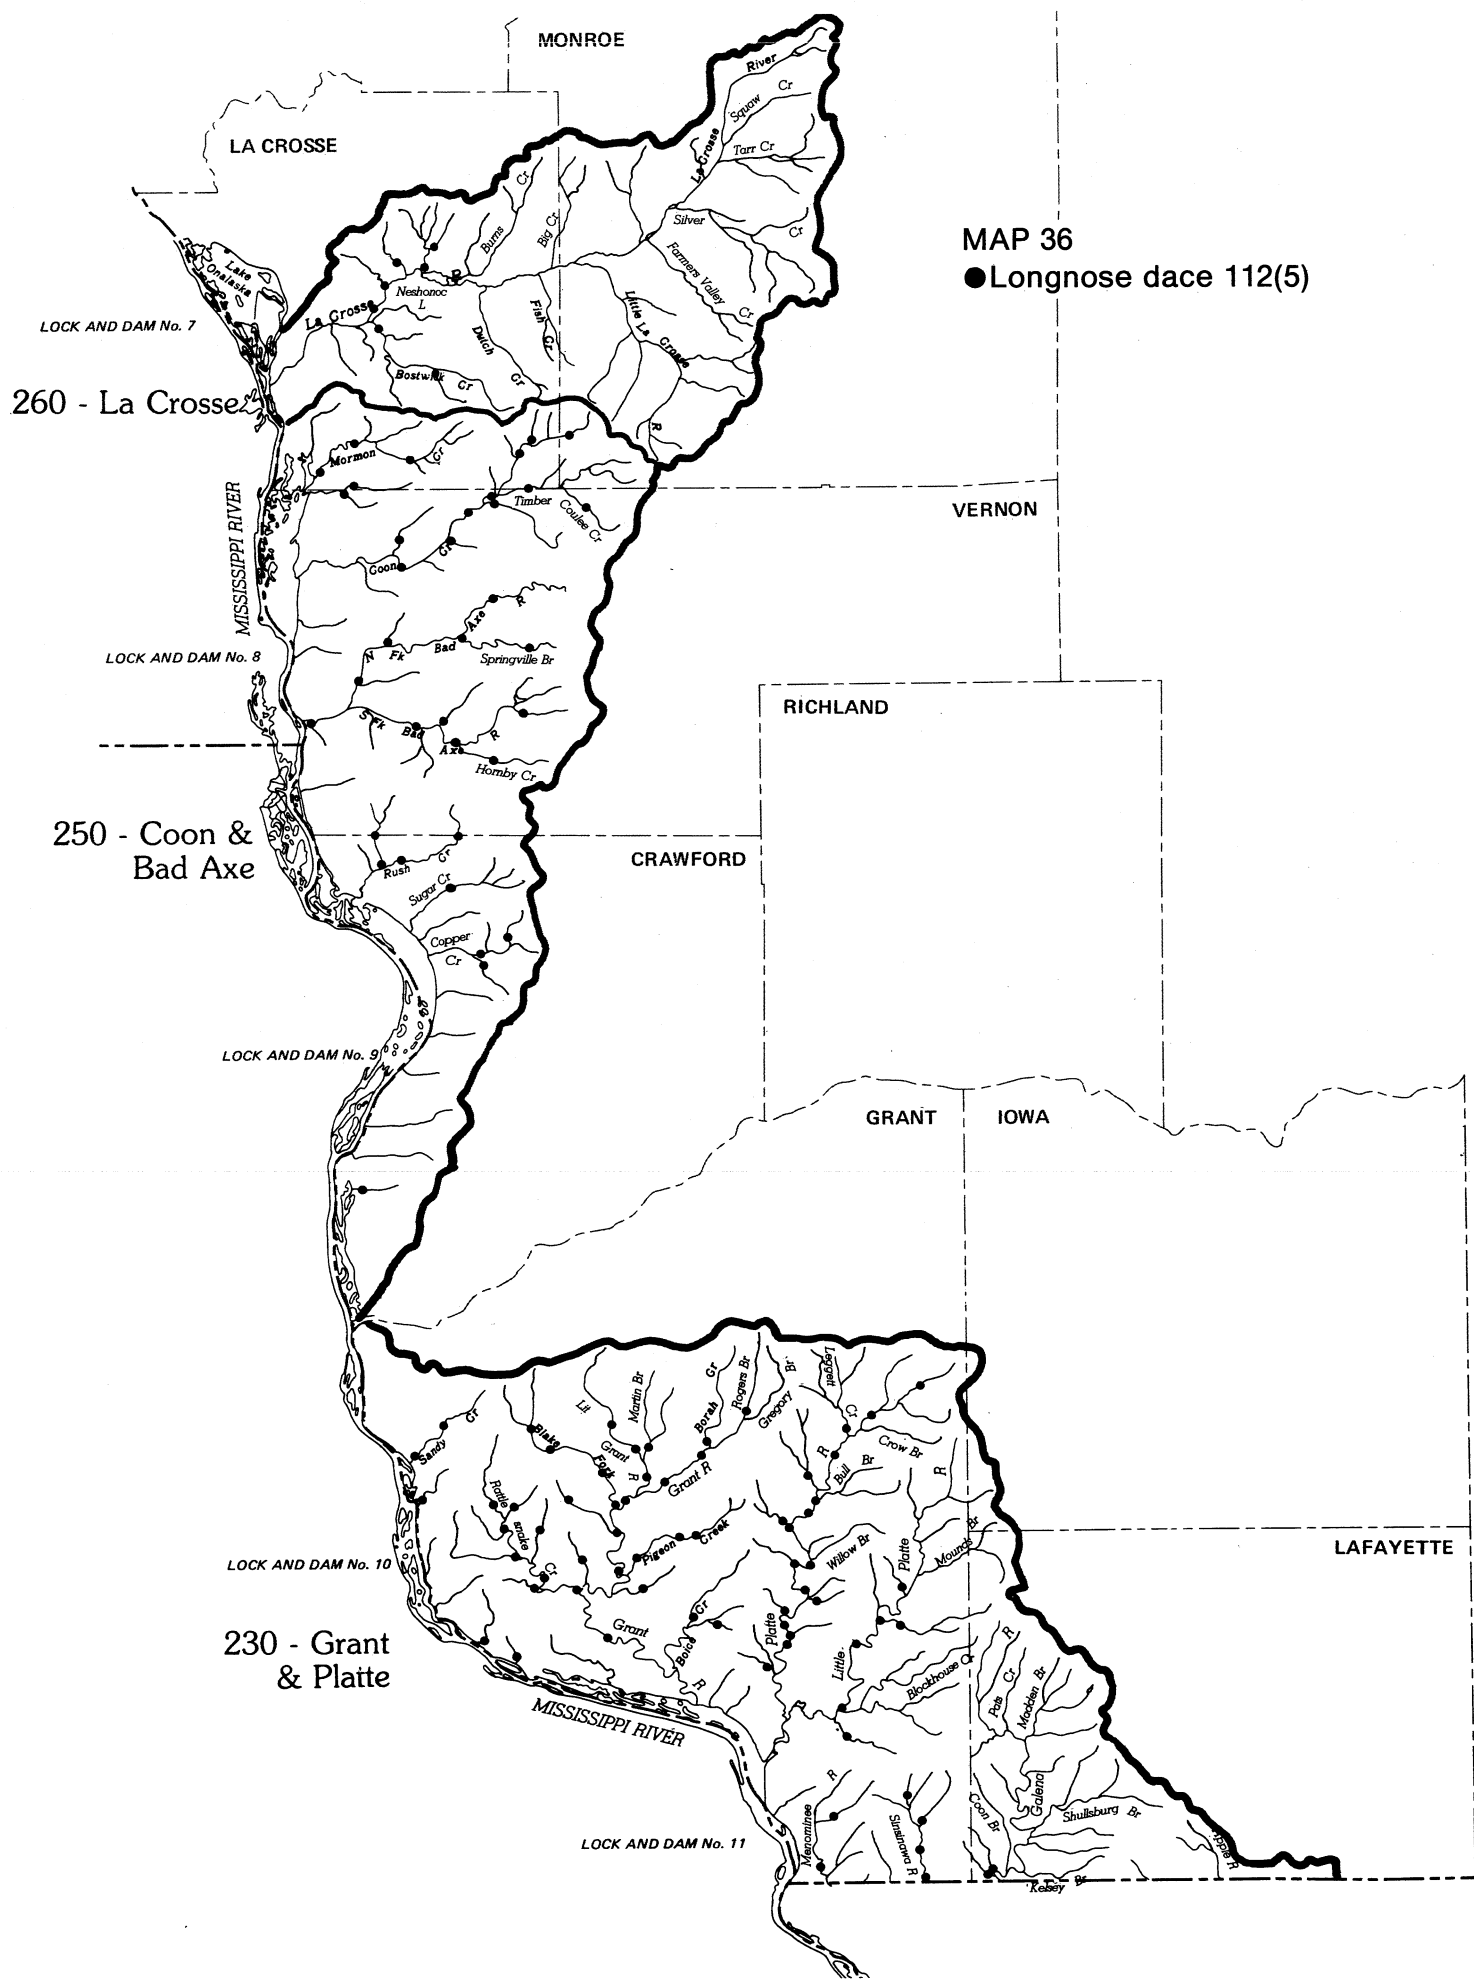 MONROE
LA CROSSE
River
Squaw Cr
La Crosse
Tarr Cr
Silver
Cr
Farmers Valley
Cr
Burns
Cr
Big Cr
Lake
Onalaska
Neshonoc
L
R
La Crosse
Fish
Cr
Dutch
Cr
Little La Crosse
R
Bostwick Cr
MAP 36
●Longnose dace 112(5)
LOCK AND DAM No. 7
260 - La Crosse
Mormon
Cr
Timber
Coulee Cr
Coon
Cr
VERNON
MISSISSIPPI RIVER
N Fk Bad Axe R
Springville Br
LOCK AND DAM No. 8
RICHLAND
S Fk Bad Axe R
Hornby Cr
250 - Coon &
Bad Axe
CRAWFORD
Rush Cr
Sugar Cr
Copper
Cr
LOCK AND DAM No. 9
GRANT
IOWA
Leggett
Cr
Gregory
Br
Rogers Br
Borah
Cr
Martin Br
Lit
Grant
R
Grant R
Blake
Fork
Sandy
Cr
Crow Br
Bull Br
R
R
Rattle
snake
Cr
Pigeon Creek
Willow Br
Platte
Mounds Br
LAFAYETTE
LOCK AND DAM No. 10
230 - Grant
& Platte
Grant
R
Boice
Cr
Platte
Little
Blockhouse Cr
R
Pats Cr
Madden Br
MISSISSIPPI RIVER
R
Menominee
Sinsinawa R
Coon Br
Galena
Shullsburg Br
LOCK AND DAM No. 11
Kelsey Br